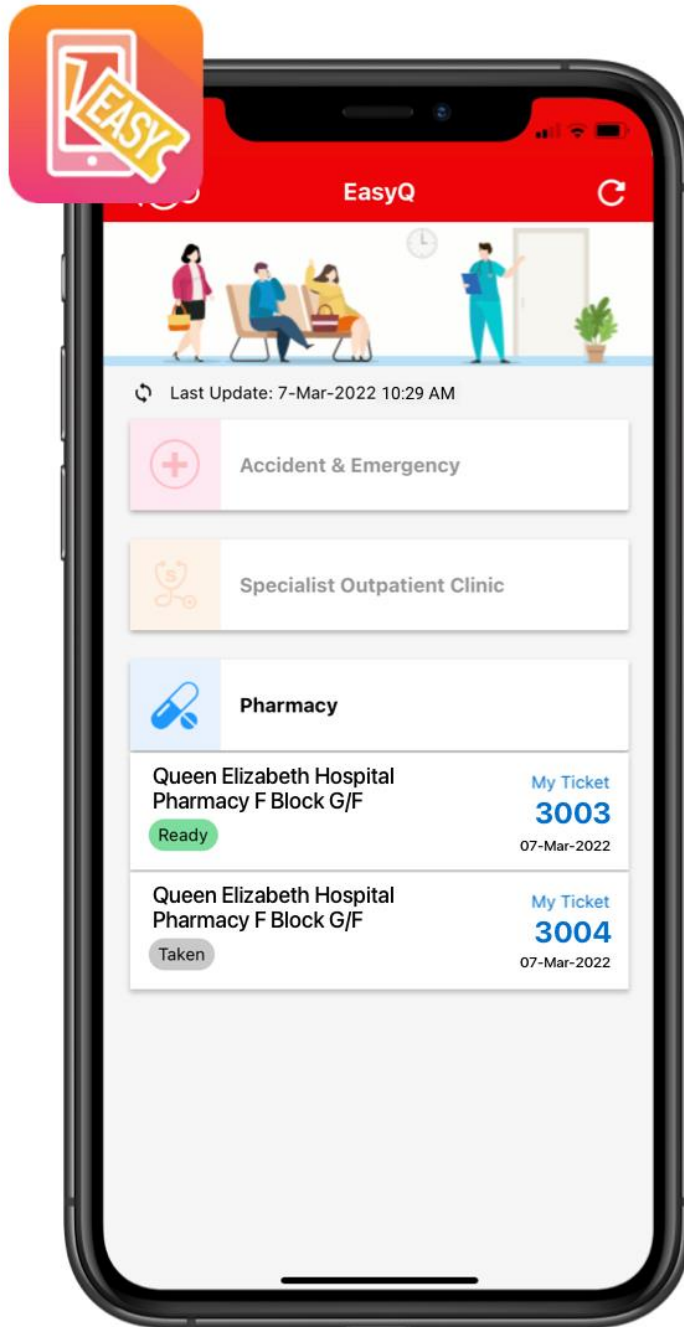 EASY
EasyQ
Last Update: 7-Mar-2022 10:29 AM
Accident & Emergency
S
Specialist Outpatient Clinic
Pharmacy
Queen Elizabeth Hospital
Pharmacy F Block G/F
Ready
My Ticket
3003
07-Mar-2022
Queen Elizabeth Hospital
Pharmacy F Block G/F
Taken
My Ticket
3004
07-Mar-2022